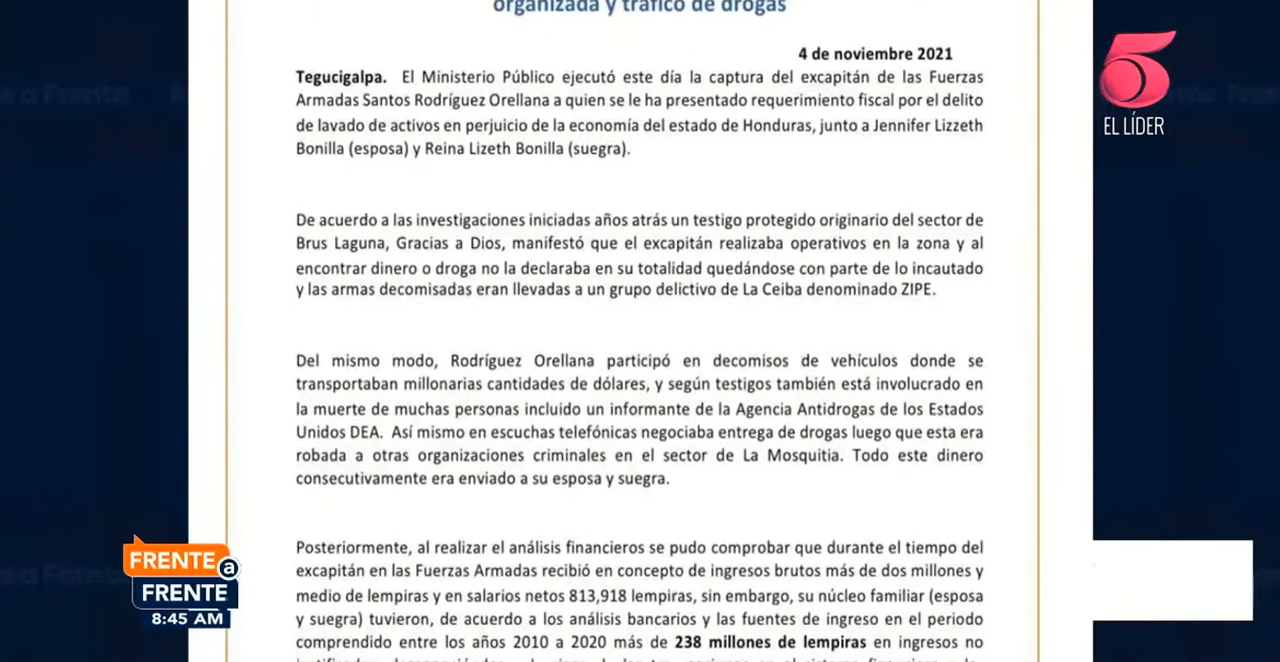 organizada y tráfico de drogas
4 de noviembre 2021
Tegucigalpa. El Ministerio Público ejecutó este día la captura del excapitán de las Fuerzas
Armadas Santos Rodríguez Orellana a quien se le ha presentado requerimiento fiscal por el delito
de lavado de activos en perjuicio de la economía del estado de Honduras, junto a Jennifer Lizzeth
Bonilla (esposa) y Reina Lizeth Bonilla (suegra).
De acuerdo a las investigaciones iniciadas años atrás un testigo protegido originario del sector de
Brus Laguna, Gracias a Dios, manifestó que el excapitán realizaba operativos en la zona y al
encontrar dinero o droga no la declaraba en su totalidad quedándose con parte de lo incautado
y las armas decomisadas eran llevadas a un grupo delictivo de La Ceiba denominado ZIPE.
Del mismo modo, Rodríguez Orellana participó en decomisos de vehículos donde se
transportaban millonarias cantidades de dólares, y según testigos también está involucrado en
la muerte de muchas personas incluido un informante de la Agencia Antidrogas de los Estados
Unidos DEA. Así mismo en escuchas telefónicas negociaba entrega de drogas luego que esta era
robada a otras organizaciones criminales en el sector de La Mosquitia. Todo este dinero
consecutivamente era enviado a su esposa y suegra.
Posteriormente, al realizar el análisis financieros se pudo comprobar que durante el tiempo del
excapitán en las Fuerzas Armadas recibió en concepto de ingresos brutos más de dos millones y
medio de lempiras y en salarios netos 813,918 lempiras, sin embargo, su núcleo familiar (esposa
y suegra) tuvieron, de acuerdo a los análisis bancarios y las fuentes de ingreso en el periodo
comprendido entre los años 2010 a 2020 más de 238 millones de lempiras en ingresos no
5
EL LÍDER
FRENTE a
FRENTE
8:45 AM